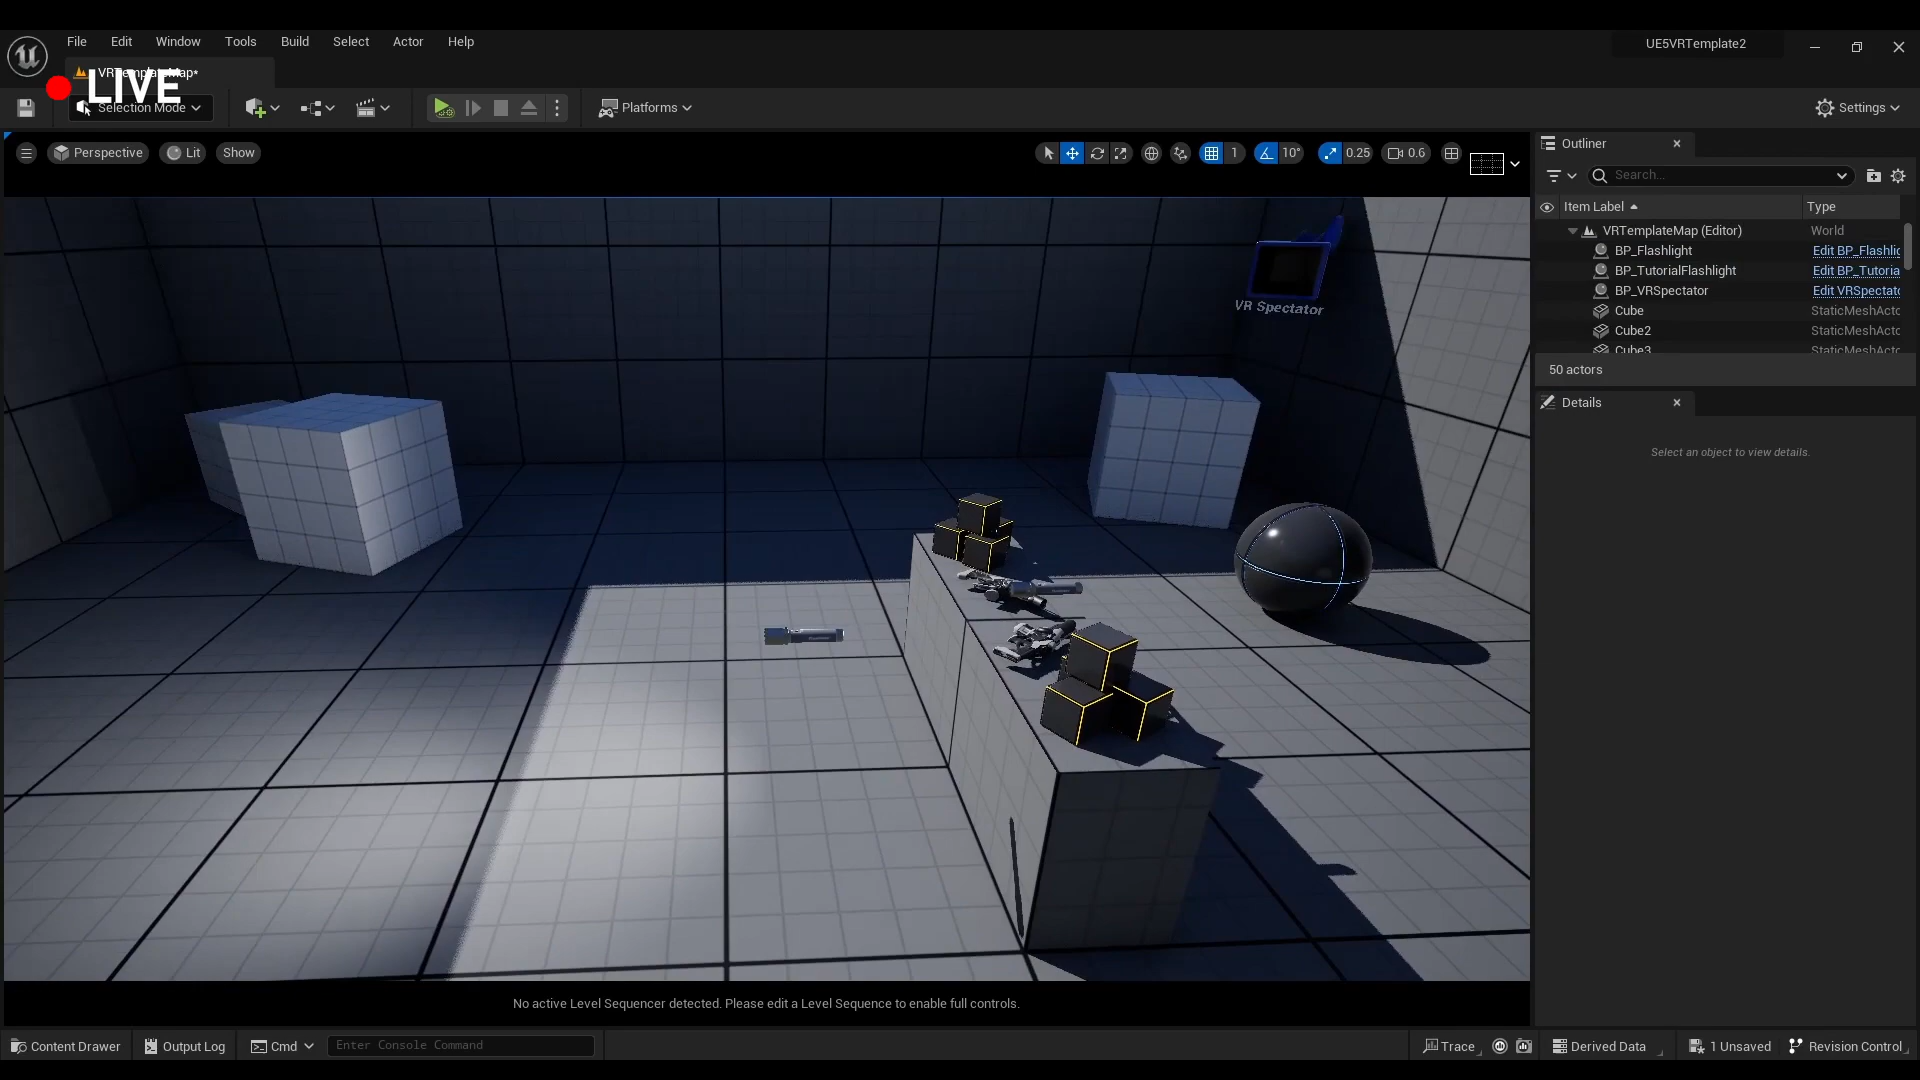 File Edit Window Tools Build Select Actor Help
UE5VRTemplate2
VRTemplateMap*
LIVE
Selection Mode
Platforms
Settings
Perspective
Lit
Show
1
10°
0.25
0.6
VR Spectator
Outliner
Search...
Item Label
Type
VRTemplateMap (Editor) World
BP_Flashlight Edit BP_Flashlic
BP_TutorialFlashlight Edit BP_Tutoria
BP_VRSpectator Edit VRSpectato
Cube StaticMeshActo
Cube2 StaticMeshActo
Cube3 StaticMeshActo
50 actors
Details
Select an object to view details.
No active Level Sequencer detected. Please edit a Level Sequence to enable full controls.
Content Drawer
Output Log
Cmd
Enter Console Command
Trace
Derived Data
1 Unsaved
Revision Control